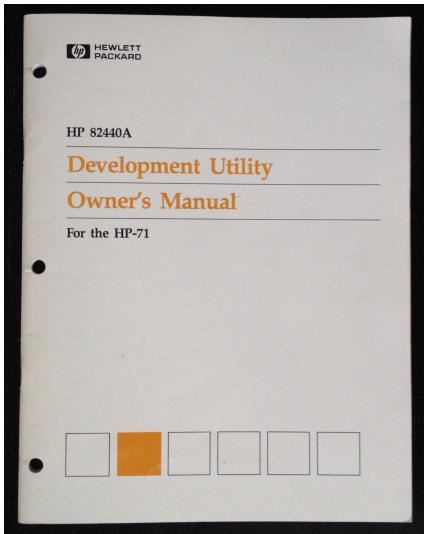 hp HEWLETT
PACKARD
HP 82440A
Development Utility
Owner's Manual
For the HP-71